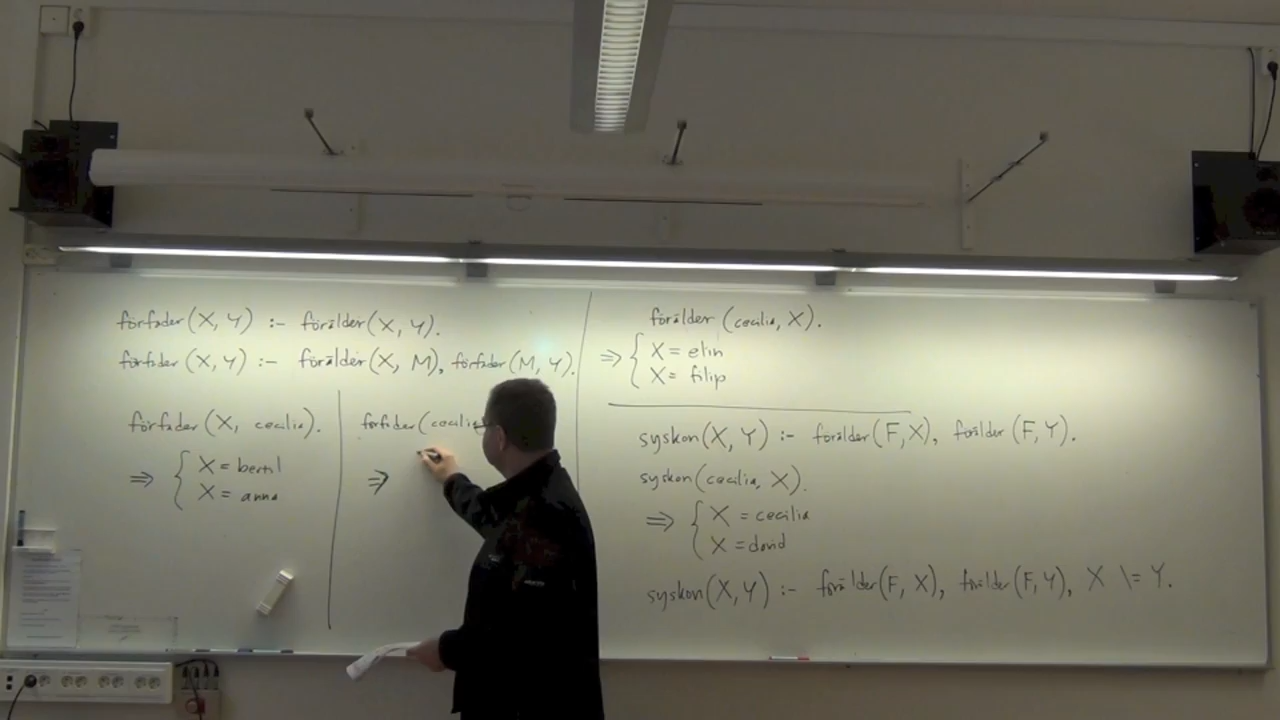 förfader (X, Y) :- förälder (X, Y).
förfader (X, Y) :- förälder (X, M), förfader (M, Y).
förfader (X, cecilia).
⇒ { X = bertil
X = anna
förfader (cecilia
⇒
förälder (cecilia, X).
⇒ { X = elin
X = filip
syskon (X, Y) :- förälder (F, X), förälder (F, Y).
syskon (cecilia, X).
⇒ { X = cecilia
X = david
syskon (X, Y) :- förälder (F, X), förälder (F, Y), X \= Y.